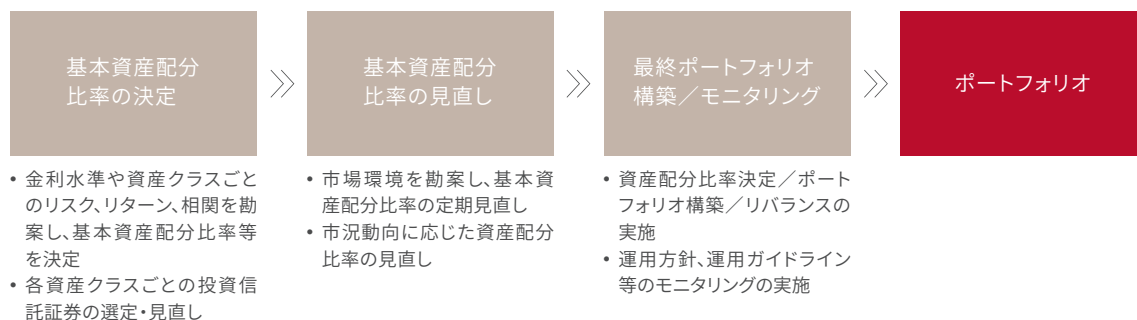 基本資産配分
比率の決定
基本資産配分
比率の見直し
最終ポートフォリオ
構築／モニタリング
ポートフォリオ
• 金利水準や資産クラスごと
のリスク、リターン、相関を勘
案し、基本資産配分比率等
を決定
• 各資産クラスごとの投資信
託証券の選定・見直し
• 市場環境を勘案し、基本資
産配分比率の定期見直し
• 市況動向に応じた資産配分
比率の見直し
• 資産配分比率決定／ポート
フォリオ構築／リバランスの
実施
• 運用方針、運用ガイドライン
等のモニタリングの実施